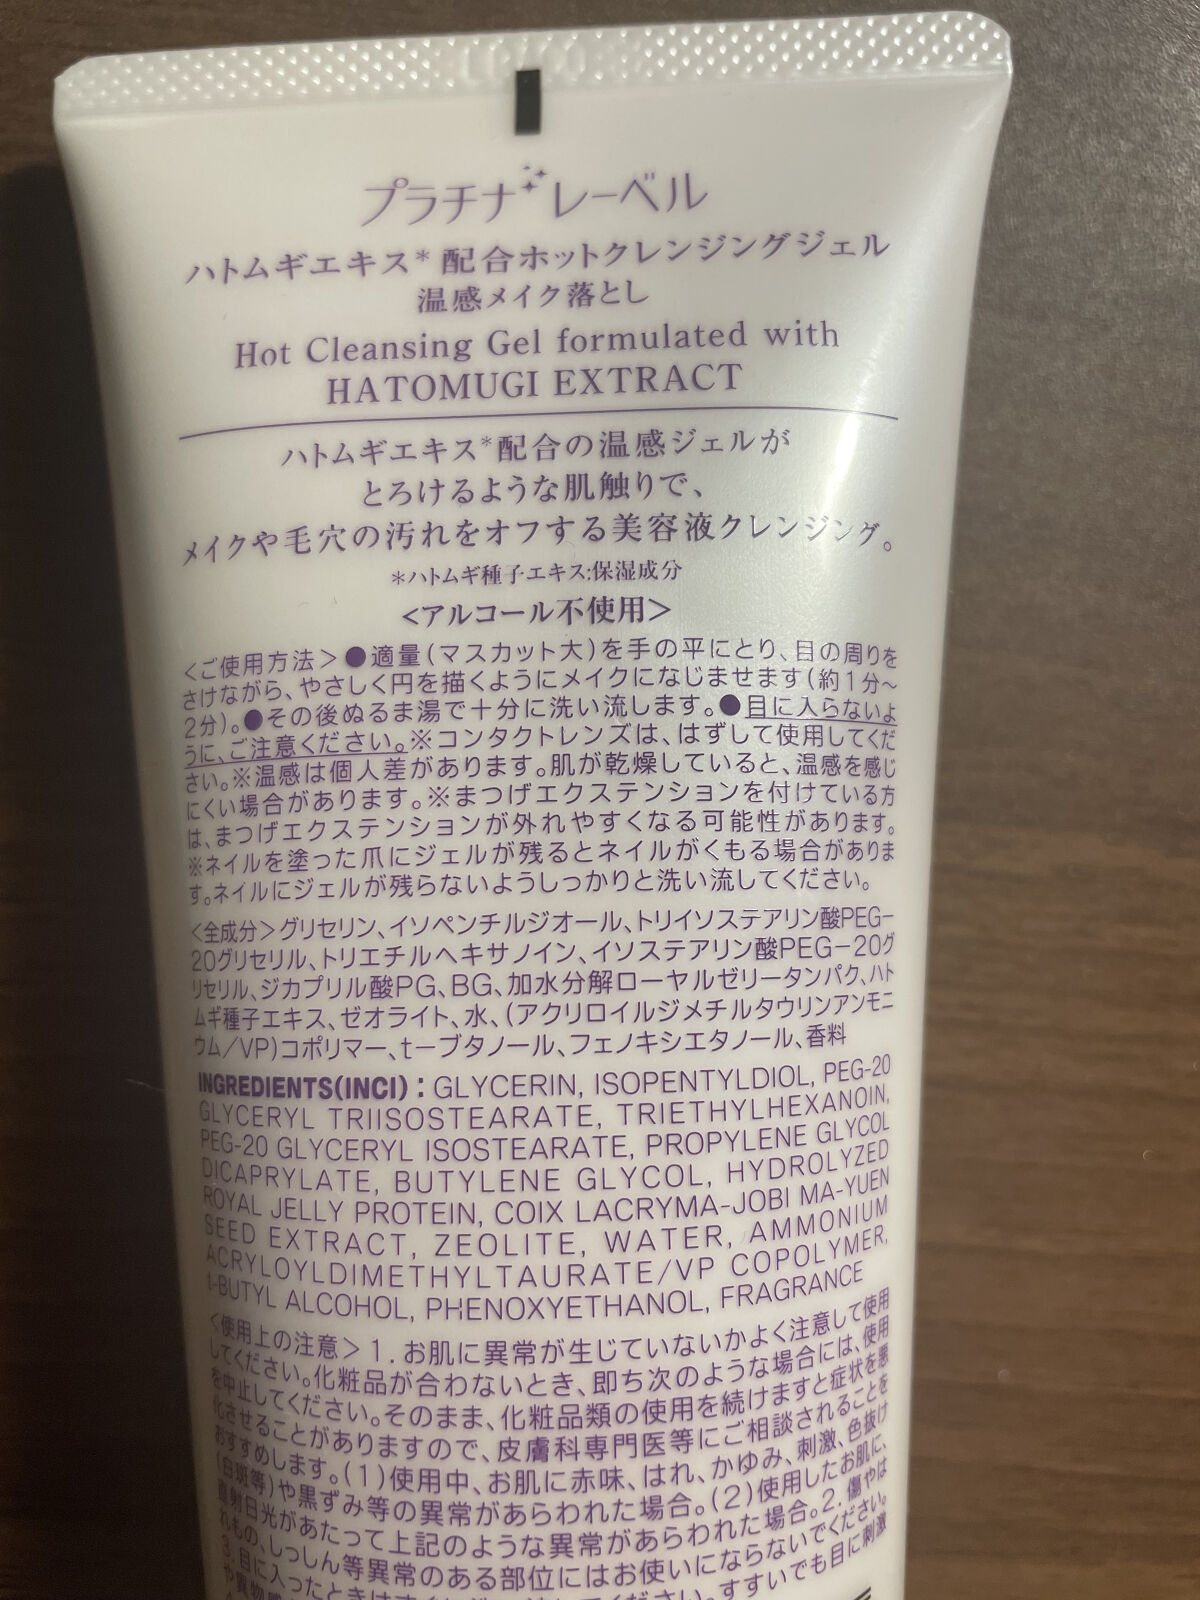 プラチナレーベル
ハトムギエキス*配合ホットクレンジングジェル
温感メイク落とし
Hot Cleansing Gel formulated with
HATOMUGI EXTRACT
ハトムギエキス*配合の温感ジェルが
とろけるような肌触りで、
メイクや毛穴の汚れをオフする美容液クレンジング。
*ハトムギ種子エキス:保湿成分
<アルコール不使用>
<ご使用方法>●適量(マスカット大)を手の平にとり、目の周りを
さけながら、やさしく円を描くようにメイクになじませます(約1分~
2分)。●その後ぬるま湯で十分に洗い流します。●目に入らないよ
うに、ご注意ください。※コンタクトレンズは、はずして使用してくだ
さい。※温感は個人差があります。肌が乾燥していると、温感を感じ
にくい場合があります。※まつげエクステンションを付けている方
は、まつげエクステンションが外れやすくなる可能性があります。
※ネイルを塗った爪にジェルが残るとネイルがくもる場合がありま
す。ネイルにジェルが残らないようしっかりと洗い流してください。
<全成分>グリセリン、イソペンチルジオール、トリイソステアリン酸PEG-
20グリセリル、トリエチルヘキサノイン、イソステアリン酸PEG-20グ
リセリル、ジカプリル酸PG、BG、加水分解ローヤルゼリータンパク、ハト
ムギ種子エキス、ゼオライト、水、(アクリロイルジメチルタウリンアンモニ
ウム/VP)コポリマー、t-ブタノール、フェノキシエタノール、香料
INGREDIENTS(INCI) : GLYCERIN, ISOPENTYLDIOL, PEG-20
GLYCERYL TRIISOSTEARATE, TRIETHYLHEXANOIN,
PEG-20 GLYCERYL ISOSTEARATE, PROPYLENE GLYCOL
DICAPRYLATE, BUTYLENE GLYCOL, HYDROLYZED
ROYAL JELLY PROTEIN, COIX LACRYMA-JOBI MA-YUEN
SEED EXTRACT, ZEOLITE, WATER, AMMONIUM
ACRYLOYLDIMETHYLTAURATE/VP COPOLYMER,
t-BUTYL ALCOHOL, PHENOXYETHANOL, FRAGRANCE
<使用上の注意>1.お肌に異常が生じていないかよく注意して使用
してください。化粧品が合わないとき、即ち次のような場合には、使用
を中止してください。そのまま、化粧品類の使用を続けますと症状を悪
化させることがありますので、皮膚科専門医等にご相談されることを
おすすめします。(1)使用中、お肌に赤味、はれ、かゆみ、刺激、色抜け
(白斑等)や黒ずみ等の異常があらわれた場合。(2)使用したお肌に、
直射日光があたって上記のような異常があらわれた場合。2.傷やは
れもの、しっしん等異常のある部位にはお使いにならないでください。
3.目に入ったときは ください。すすいでも目に刺激
や異物感